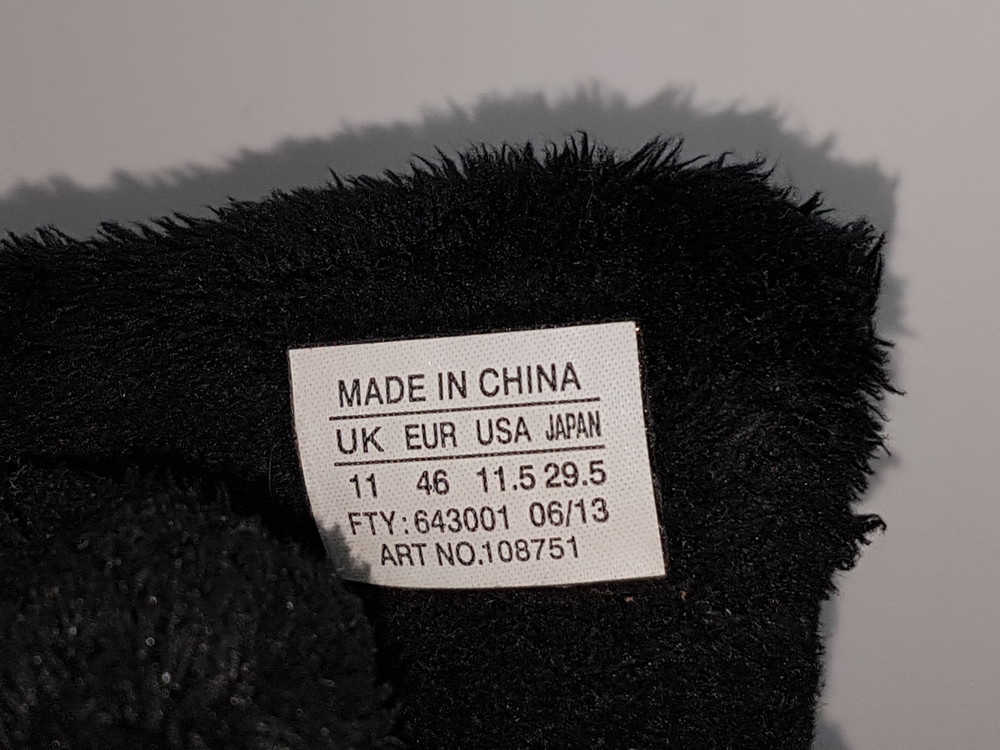 MADE IN CHINA
UK EUR USA JAPAN
11 46 11.5 29.5
FTY:643001 06/13
ART NO.108751